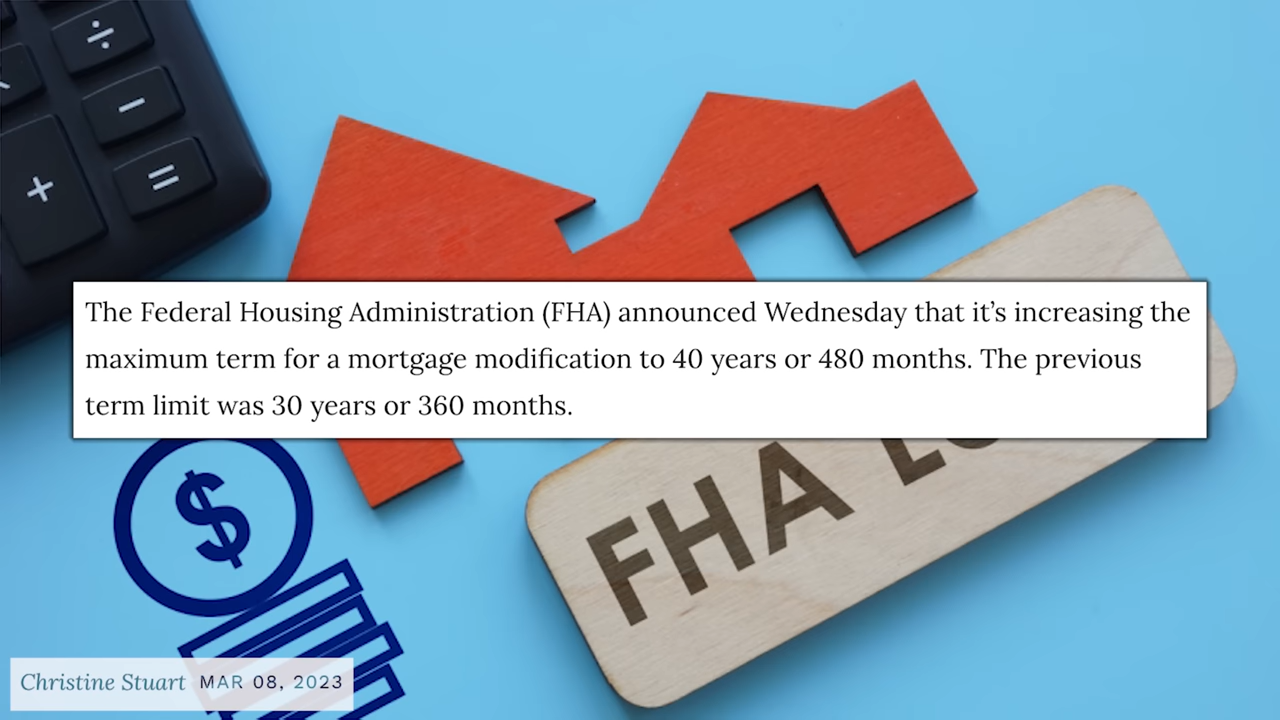 The Federal Housing Administration (FHA) announced Wednesday that it’s increasing the
maximum term for a mortgage modification to 40 years or 480 months. The previous
term limit was 30 years or 360 months.
$
FHA
Christine Stuart MAR 08, 2023